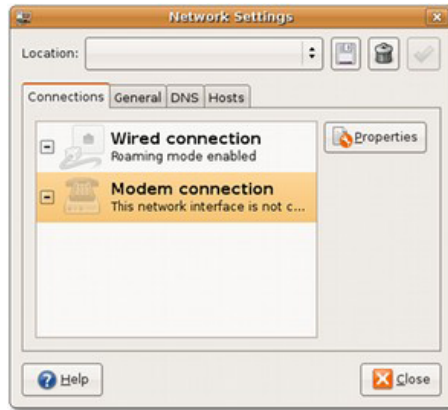 Network Settings
Location:
Connections General DNS Hosts
Wired connection
Roaming mode enabled
Properties
Modem connection
This network interface is not c...
Help
Close